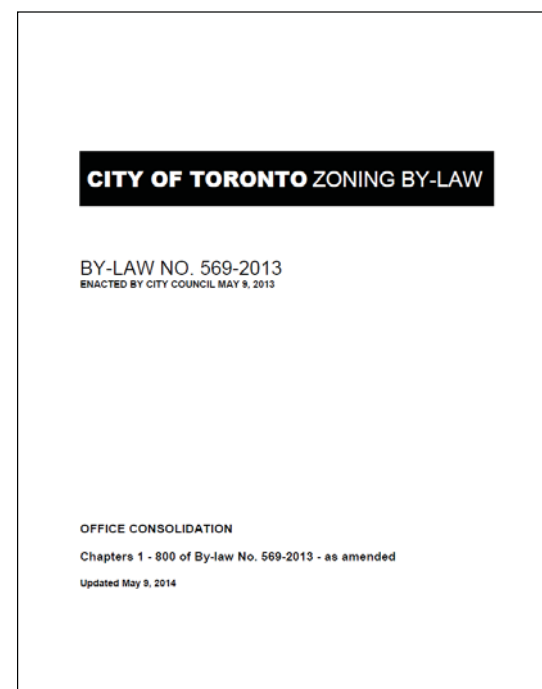 CITY OF TORONTO ZONING BY-LAW
BY-LAW NO. 569-2013
ENACTED BY CITY COUNCIL MAY 9, 2013
OFFICE CONSOLIDATION
Chapters 1 - 800 of By-law No. 569-2013 - as amended
Updated May 9, 2014